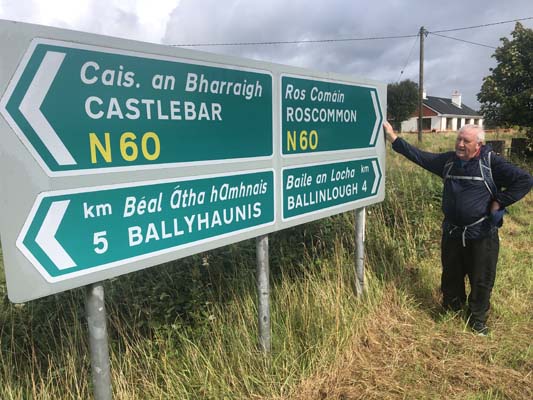 Cais. an Bharraigh
CASTLEBAR
N60
Ros Comáin
ROSCOMMON
N60
km Béal Átha hAmhnais
5 BALLYHAUNIS
Baile an Locha km
BALLINLOUGH 4